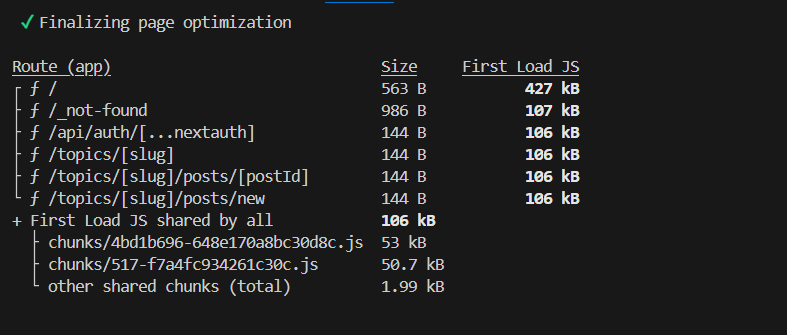 ✓ Finalizing page optimization
Route (app) Size First Load JS
┌ ƒ / 563 B 427 kB
├ ƒ /_not-found 986 B 107 kB
├ ƒ /api/auth/[...nextauth] 144 B 106 kB
├ ƒ /topics/[slug] 144 B 106 kB
├ ƒ /topics/[slug]/posts/[postId] 144 B 106 kB
└ ƒ /topics/[slug]/posts/new 144 B 106 kB
+ First Load JS shared by all 106 kB
├ chunks/4bd1b696-648e170a8bc30d8c.js 53 kB
├ chunks/517-f7a4fc934261c30c.js 50.7 kB
└ other shared chunks (total) 1.99 kB